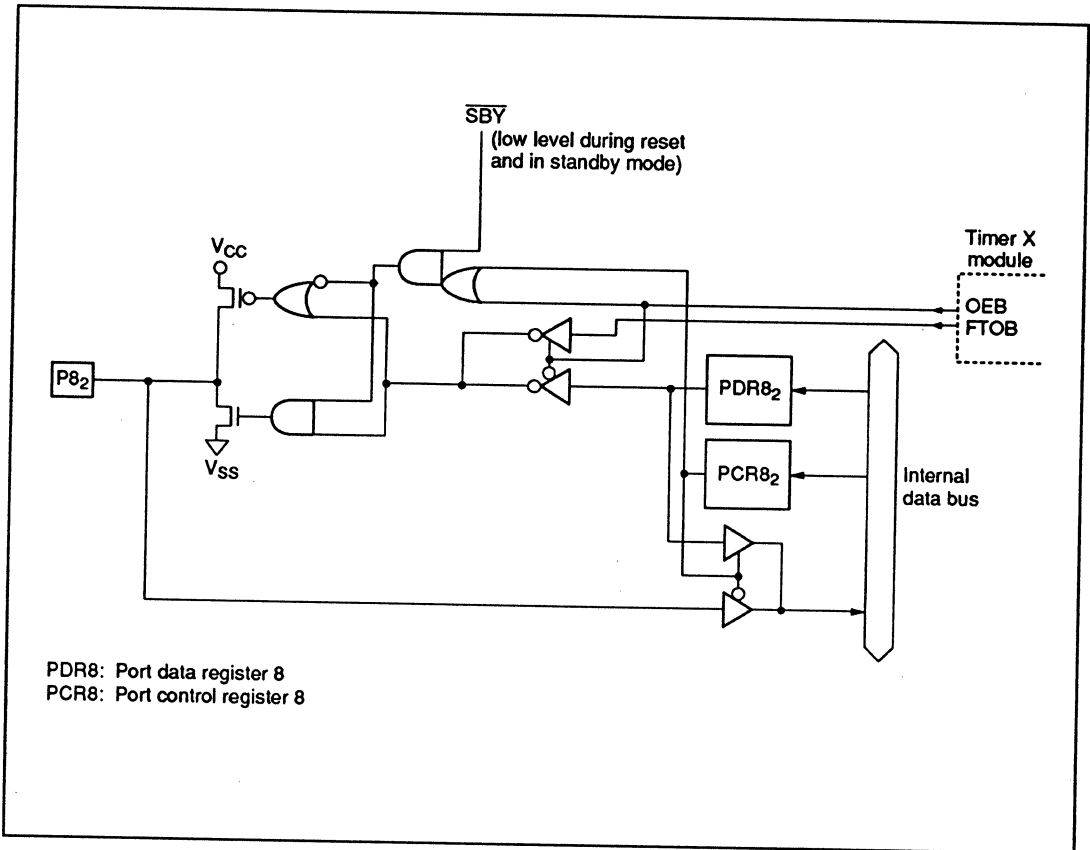 SBY
(low level during reset
and in standby mode)
VCC
Timer X
module
OEB
FTOB
P82
PDR82
PCR82
VSS
Internal
data bus
PDR8: Port data register 8
PCR8: Port control register 8